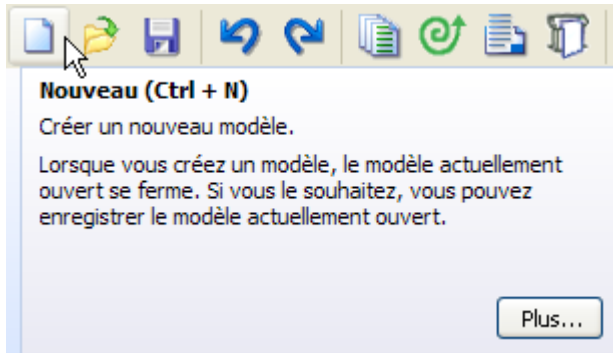 Nouveau (Ctrl + N)
Créer un nouveau modèle.
Lorsque vous créez un modèle, le modèle actuellement
ouvert se ferme. Si vous le souhaitez, vous pouvez
enregistrer le modèle actuellement ouvert.
Plus...